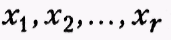 x₁, x₂, ..., xᵣ